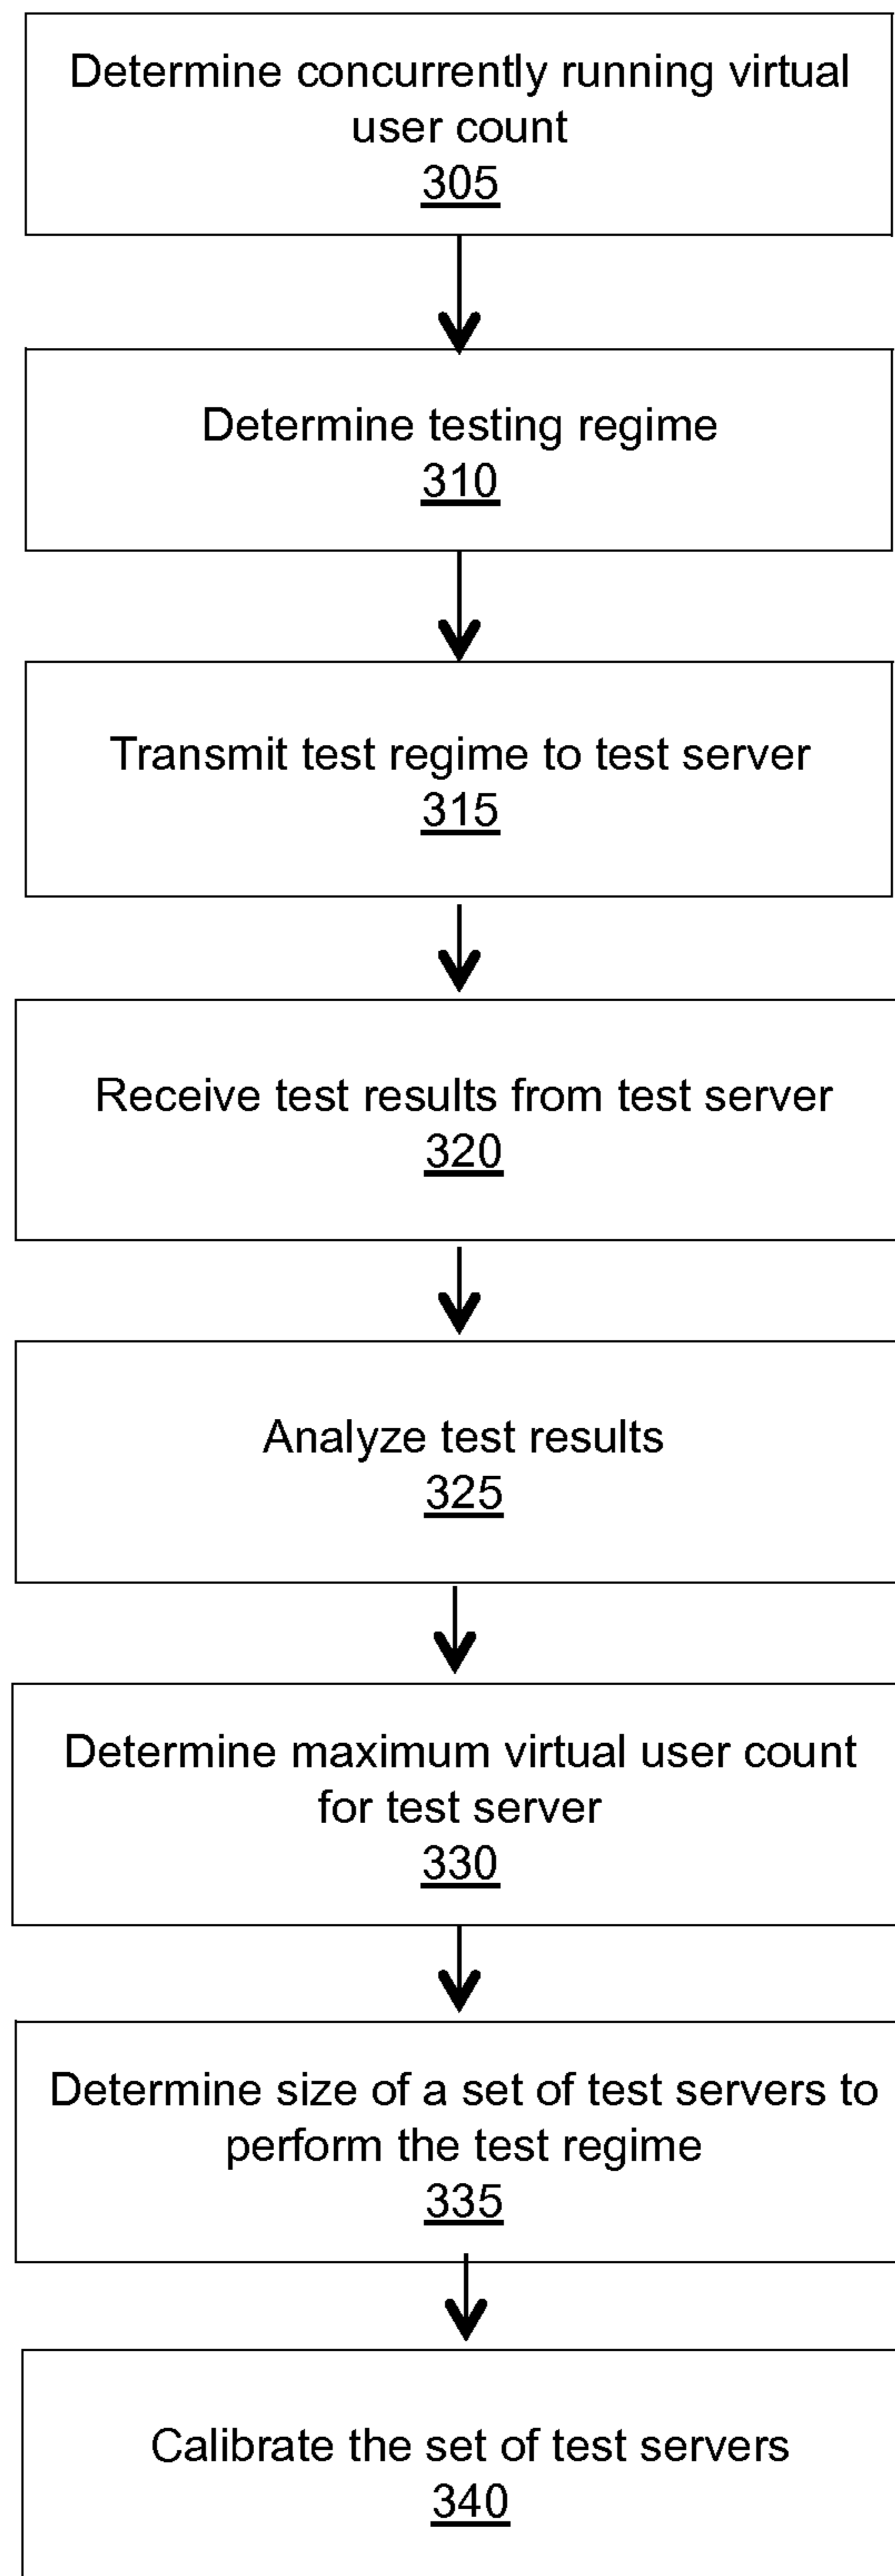 Determine concurrently running virtual
user count
305
Determine testing regime
310
Transmit test regime to test server
315
Receive test results from test server
320
Analyze test results
325
Determine maximum virtual user count
for test server
330
Determine size of a set of test servers to
perform the test regime
335
Calibrate the set of test servers
340